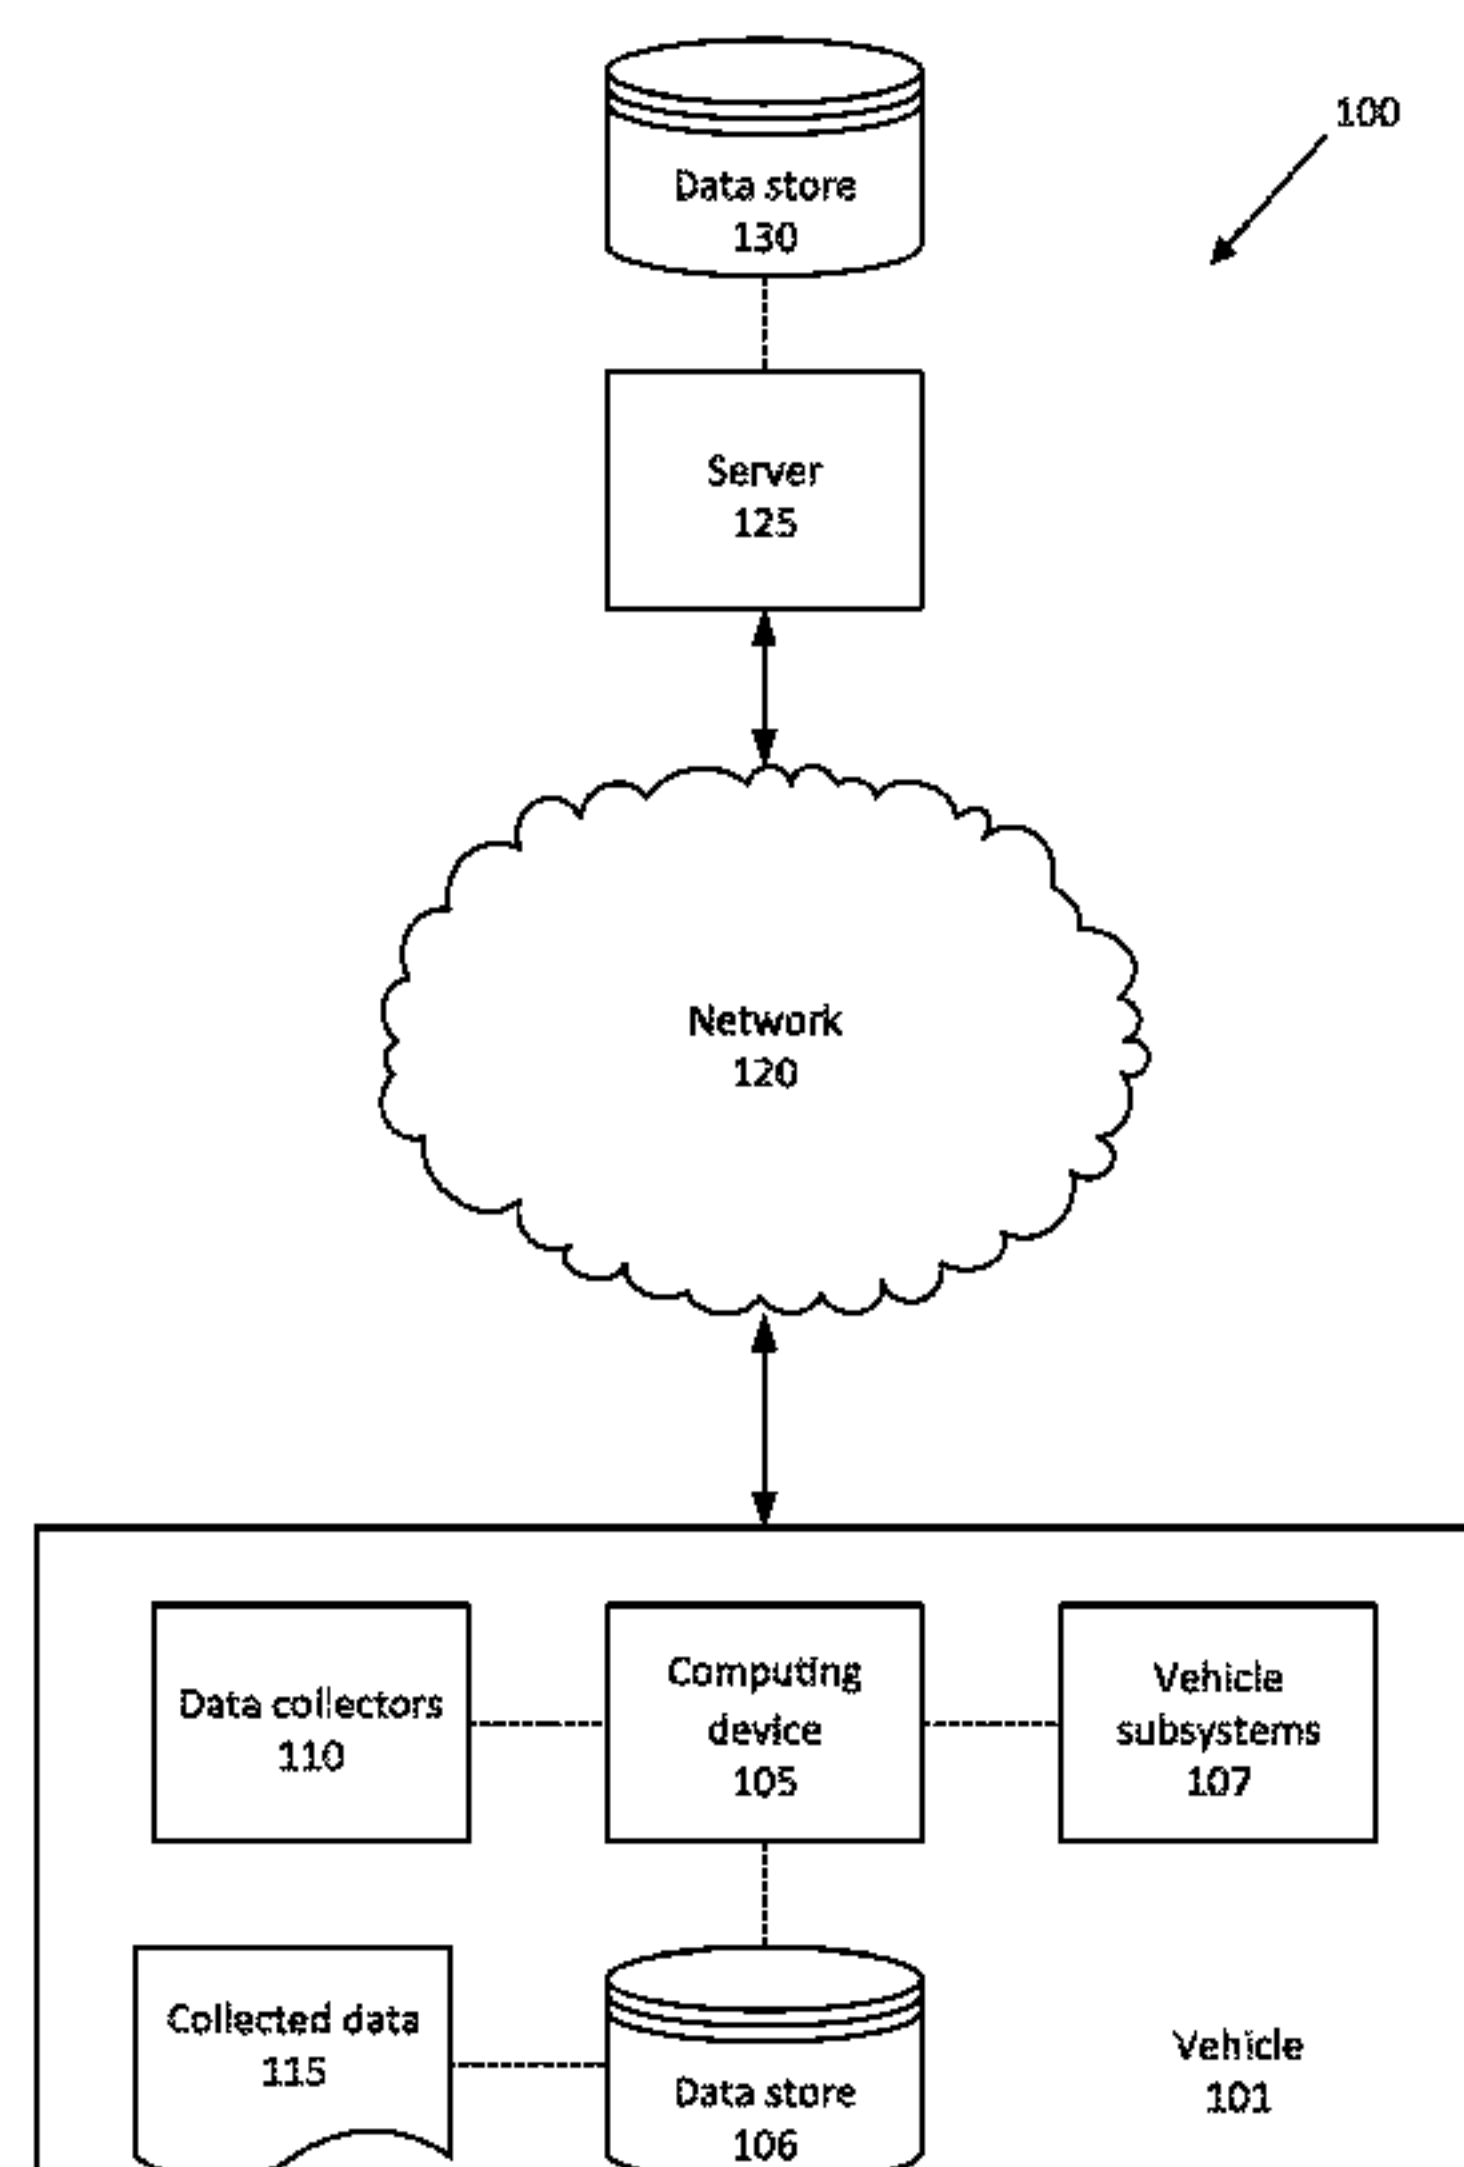 100
Data store
130
Server
125
Network
120
Data collectors
110
Computing
device
105
Vehicle
subsystems
107
Collected data
115
Data store
106
Vehicle
101